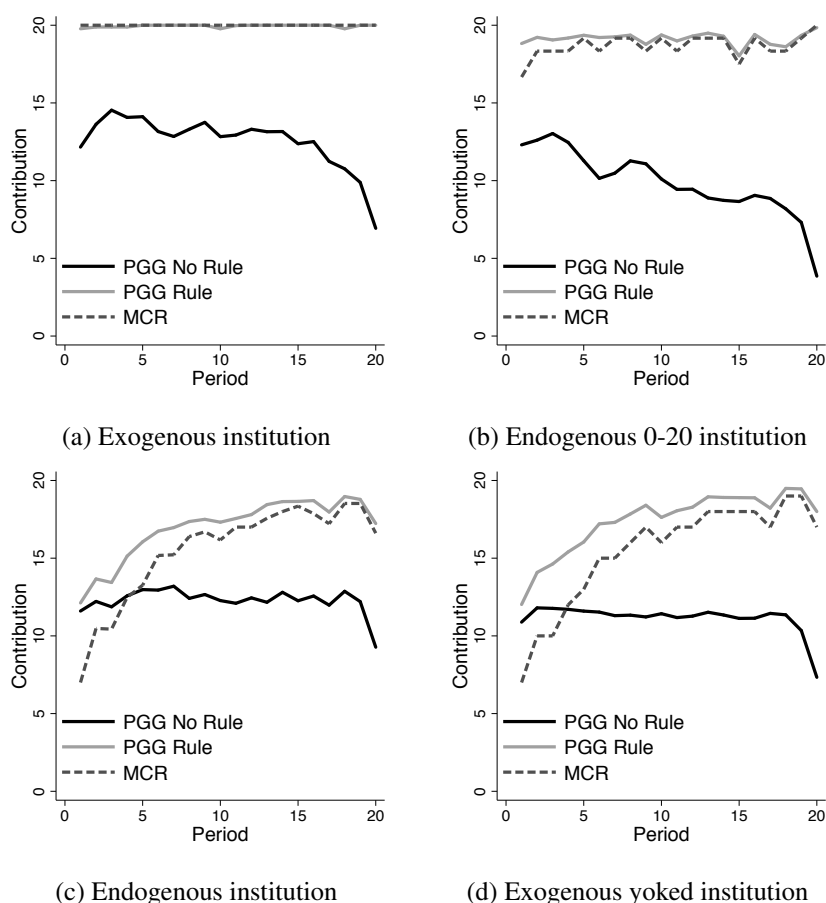 20
15
10
5
0
Contribution
PGG No Rule
PGG Rule
MCR
0 5 10 15 20
Period
(a) Exogenous institution
20
15
10
5
0
Contribution
PGG No Rule
PGG Rule
MCR
0 5 10 15 20
Period
(b) Endogenous 0-20 institution
20
15
10
5
0
Contribution
PGG No Rule
PGG Rule
MCR
0 5 10 15 20
Period
(c) Endogenous institution
20
15
10
5
0
Contribution
PGG No Rule
PGG Rule
MCR
0 5 10 15 20
Period
(d) Exogenous yoked institution